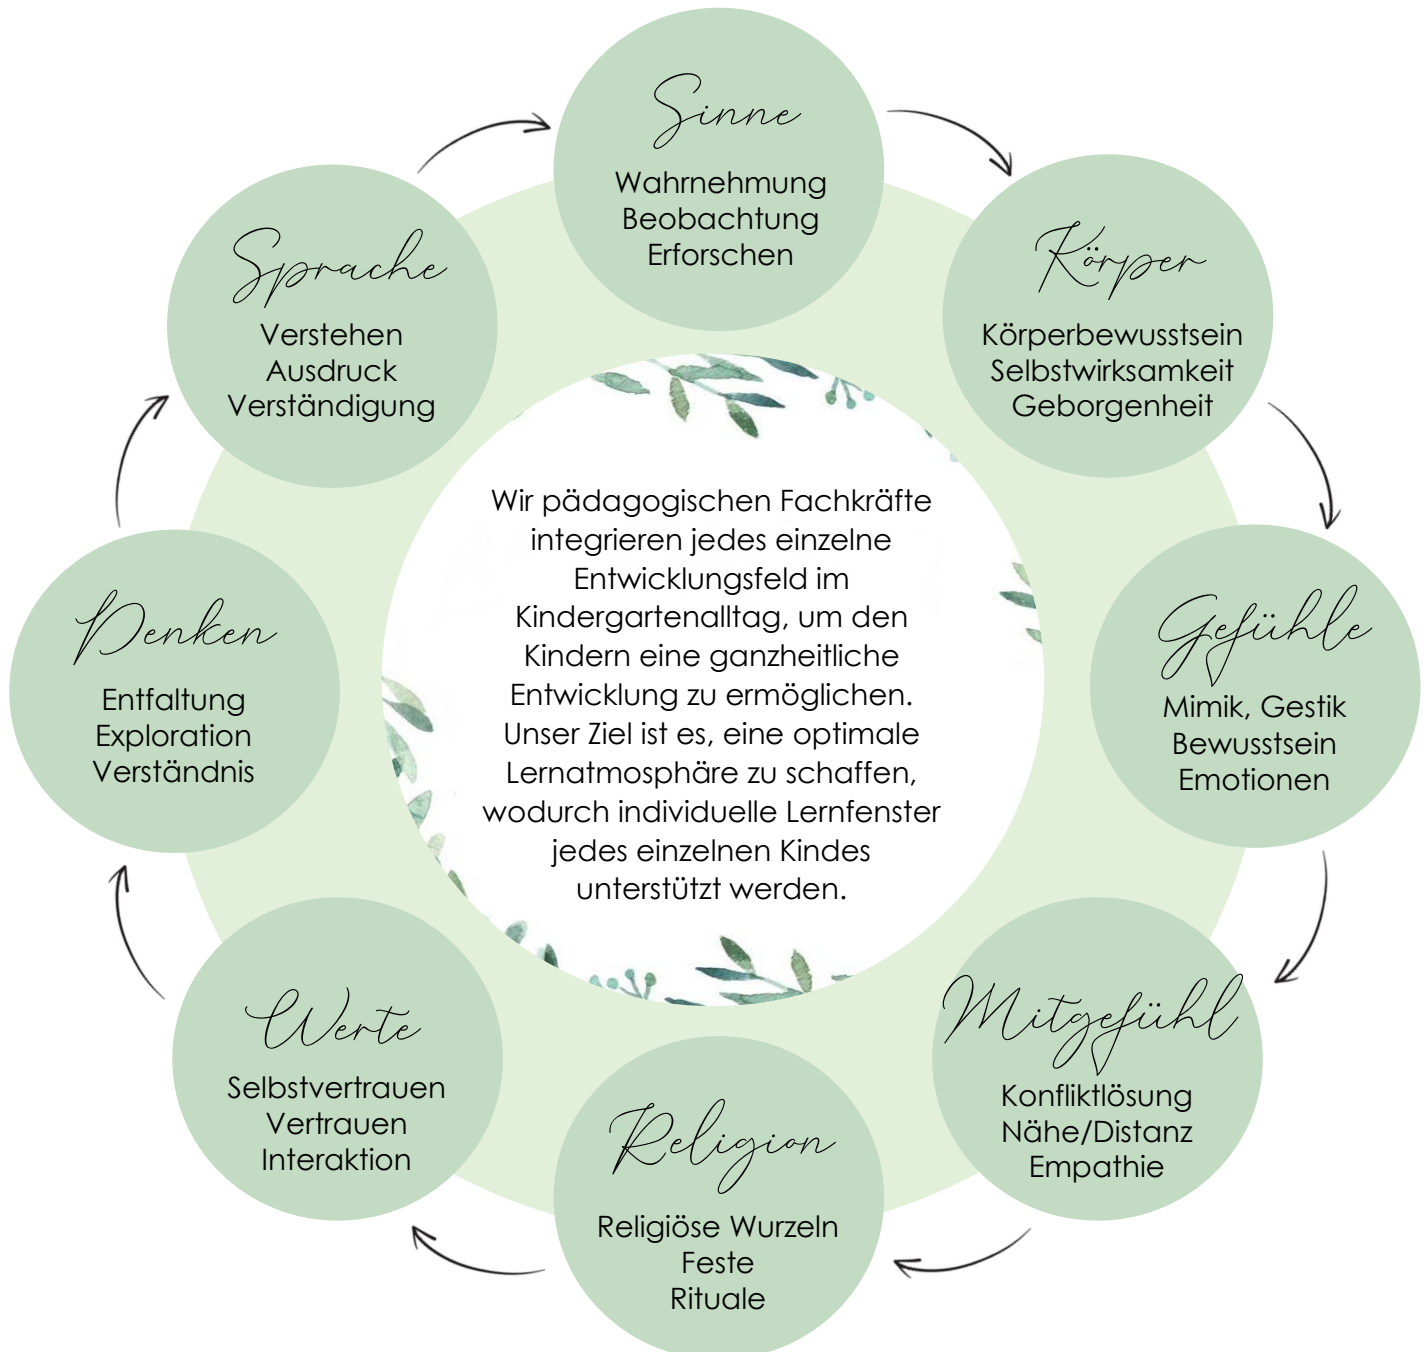 Sinne
Wahrnehmung
Beobachtung
Erforschen
Körper
Körperbewusstsein
Selbstwirksamkeit
Geborgenheit
Gefühle
Mimik, Gestik
Bewusstsein
Emotionen
Mitgefühl
Konfliktlösung
Nähe/Distanz
Empathie
Religion
Religiöse Wurzeln
Feste
Rituale
Werte
Selbstvertrauen
Vertrauen
Interaktion
Denken
Entfaltung
Exploration
Verständnis
Sprache
Verstehen
Ausdruck
Verständigung
Wir pädagogischen Fachkräfte
integrieren jedes einzelne
Entwicklungsfeld im
Kindergartenalltag, um den
Kindern eine ganzheitliche
Entwicklung zu ermöglichen.
Unser Ziel ist es, eine optimale
Lernatmosphäre zu schaffen,
wodurch individuelle Lernfenster
jedes einzelnen Kindes
unterstützt werden.